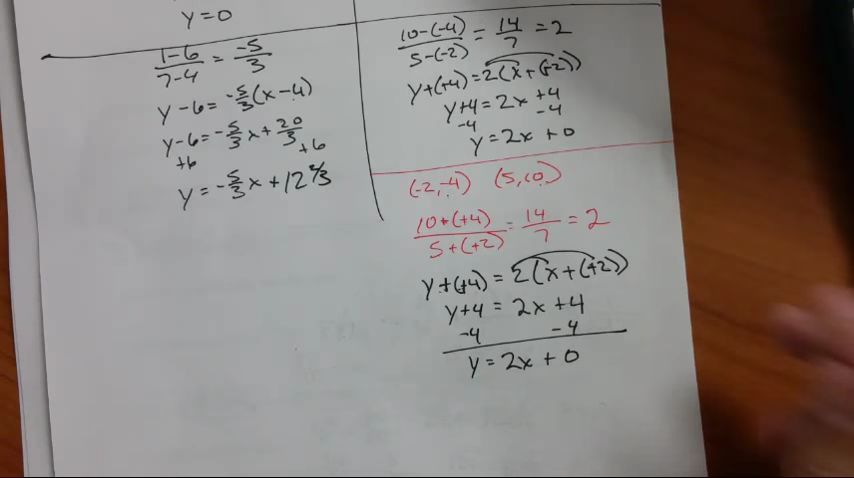 y=0
1-6/7-4 = -5/3
y-6=-5/3(x-4)
y-6=-5/3x+20/3
+6 +6
y=-5/3x+12 2/3
10-(-4)/5-(-2) = 14/7 = 2
y+(+4)=2(x+(+2))
y+4=2x+4
-4 -4
y=2x+0
(-2,-4) (5,10)
10+(+4)/5+(+2) = 14/7 = 2
y+(+4)=2(x+(+2))
y+4=2x+4
-4 -4
y=2x+0